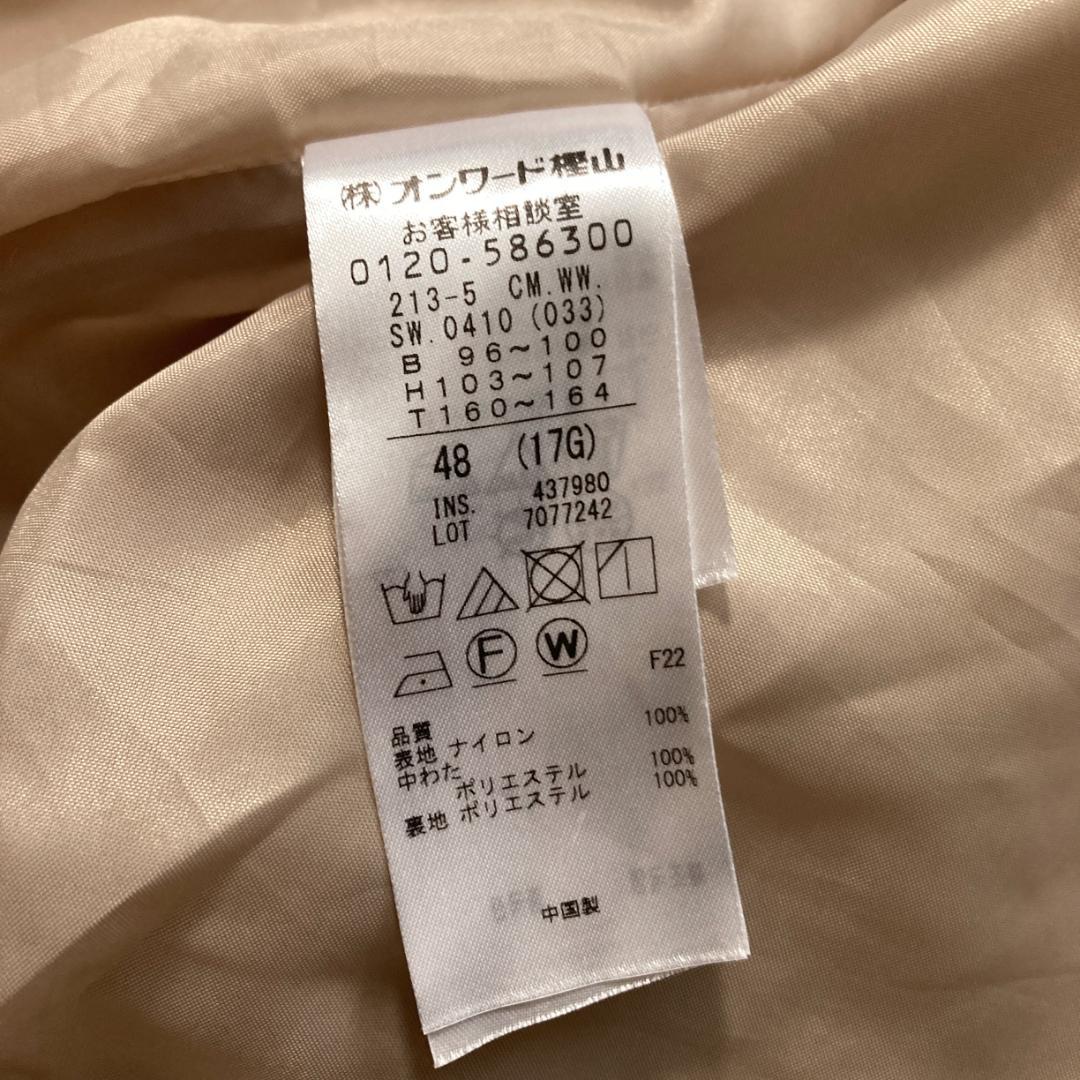 (株)オンワード樫山
お客様相談室
0120-586300
213-5 CM.WW.
SW.0410(033)
B 96~100
H103~107
T160~164
48 (17G)
INS. 437980
LOT 7077242
F W F22
品質
表地 ナイロン 100%
中わた
ポリエステル 100%
裏地 ポリエステル 100%
中国製